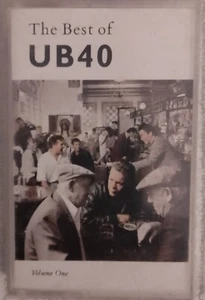 The Best of
UB40
Volume One